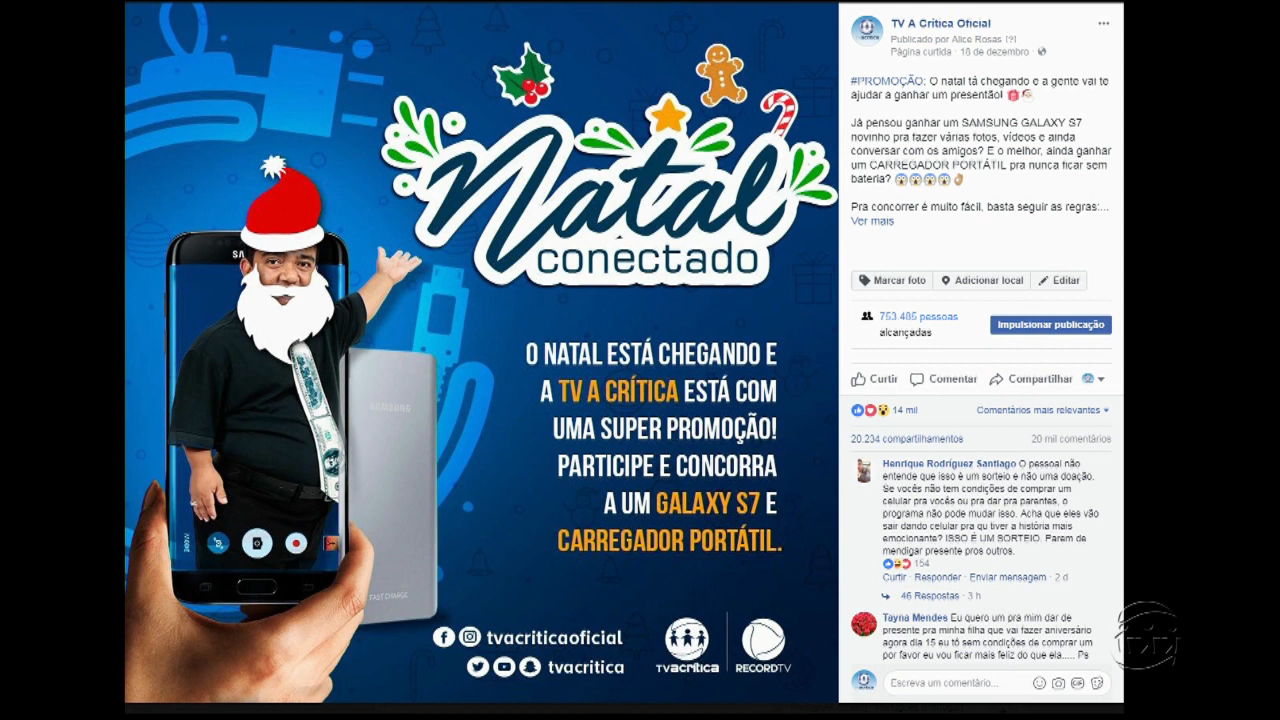 Natal
conectado
O NATAL ESTÁ CHEGANDO E
A TV A CRÍTICA ESTÁ COM
UMA SUPER PROMOÇÃO!
PARTICIPE E CONCORRA
A UM GALAXY S7 E
CARREGADOR PORTÁTIL.
SAMSUNG
FAST CHARGE
MODE
tvacriticaoficial
tvacritica
TVACRÍTICA
RECORDTV
TV A Crítica Oficial
Publicado por Alice Rosas [?]
Página curtida · 18 de dezembro ·
#PROMOÇÃO: O natal tá chegando e a gente vai te
ajudar a ganhar um presentão!
Já pensou ganhar um SAMSUNG GALAXY S7
novinho pra fazer várias fotos, vídeos e ainda
conversar com os amigos? E o melhor, ainda ganhar
um CARREGADOR PORTÁTIL pra nunca ficar sem
bateria?
Pra concorrer é muito fácil, basta seguir as regras:...
Ver mais
Marcar foto
Adicionar local
Editar
753.485 pessoas
alcançadas
Impulsionar publicação
Curtir
Comentar
Compartilhar
14 mil
Comentários mais relevantes
20.234 compartilhamentos
20 mil comentários
Henrique Rodríguez Santiago O pessoal não
entende que isso é um sorteio e não uma doação.
Se vocês não tem condições de comprar um
celular pra vocês ou pra dar pra parentes, o
programa não pode mudar isso. Acha que eles vão
sair dando celular pra qu tiver a história mais
emocionante? ISSO É UM SORTEIO. Parem de
mendigar presente pros outros.
154
Curtir · Responder · Enviar mensagem · 2 d
46 Respostas · 3 h
Tayna Mendes Eu quero um pra mim dar de
presente pra minha filha que vai fazer aniversário
agora dia 15 eu tô sem condições de comprar um
por favor eu vou ficar mais feliz do que ela..... Ps
Escreva um comentário...